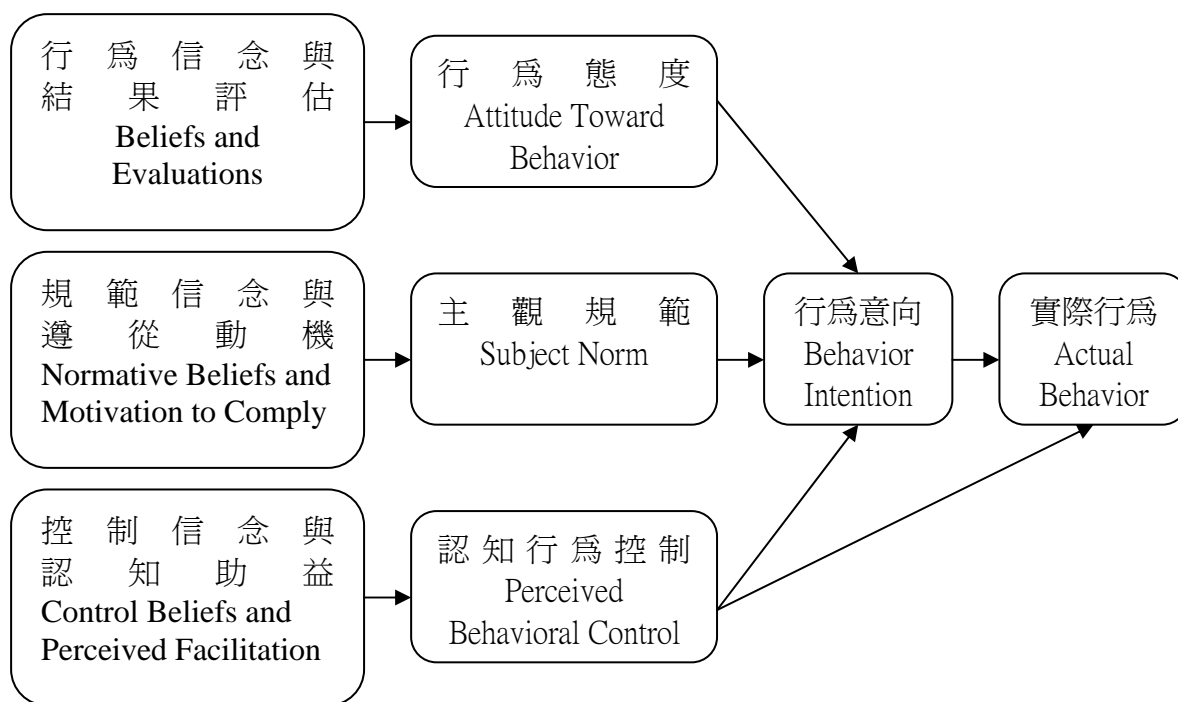 行為信念與
結果評估
Beliefs and
Evaluations
行為態度
Attitude Toward
Behavior
規範信念與
遵從動機
Normative Beliefs and
Motivation to Comply
主觀規範
Subject Norm
行為意向
Behavior
Intention
實際行為
Actual
Behavior
控制信念與
認知助益
Control Beliefs and
Perceived Facilitation
認知行為控制
Perceived
Behavioral Control